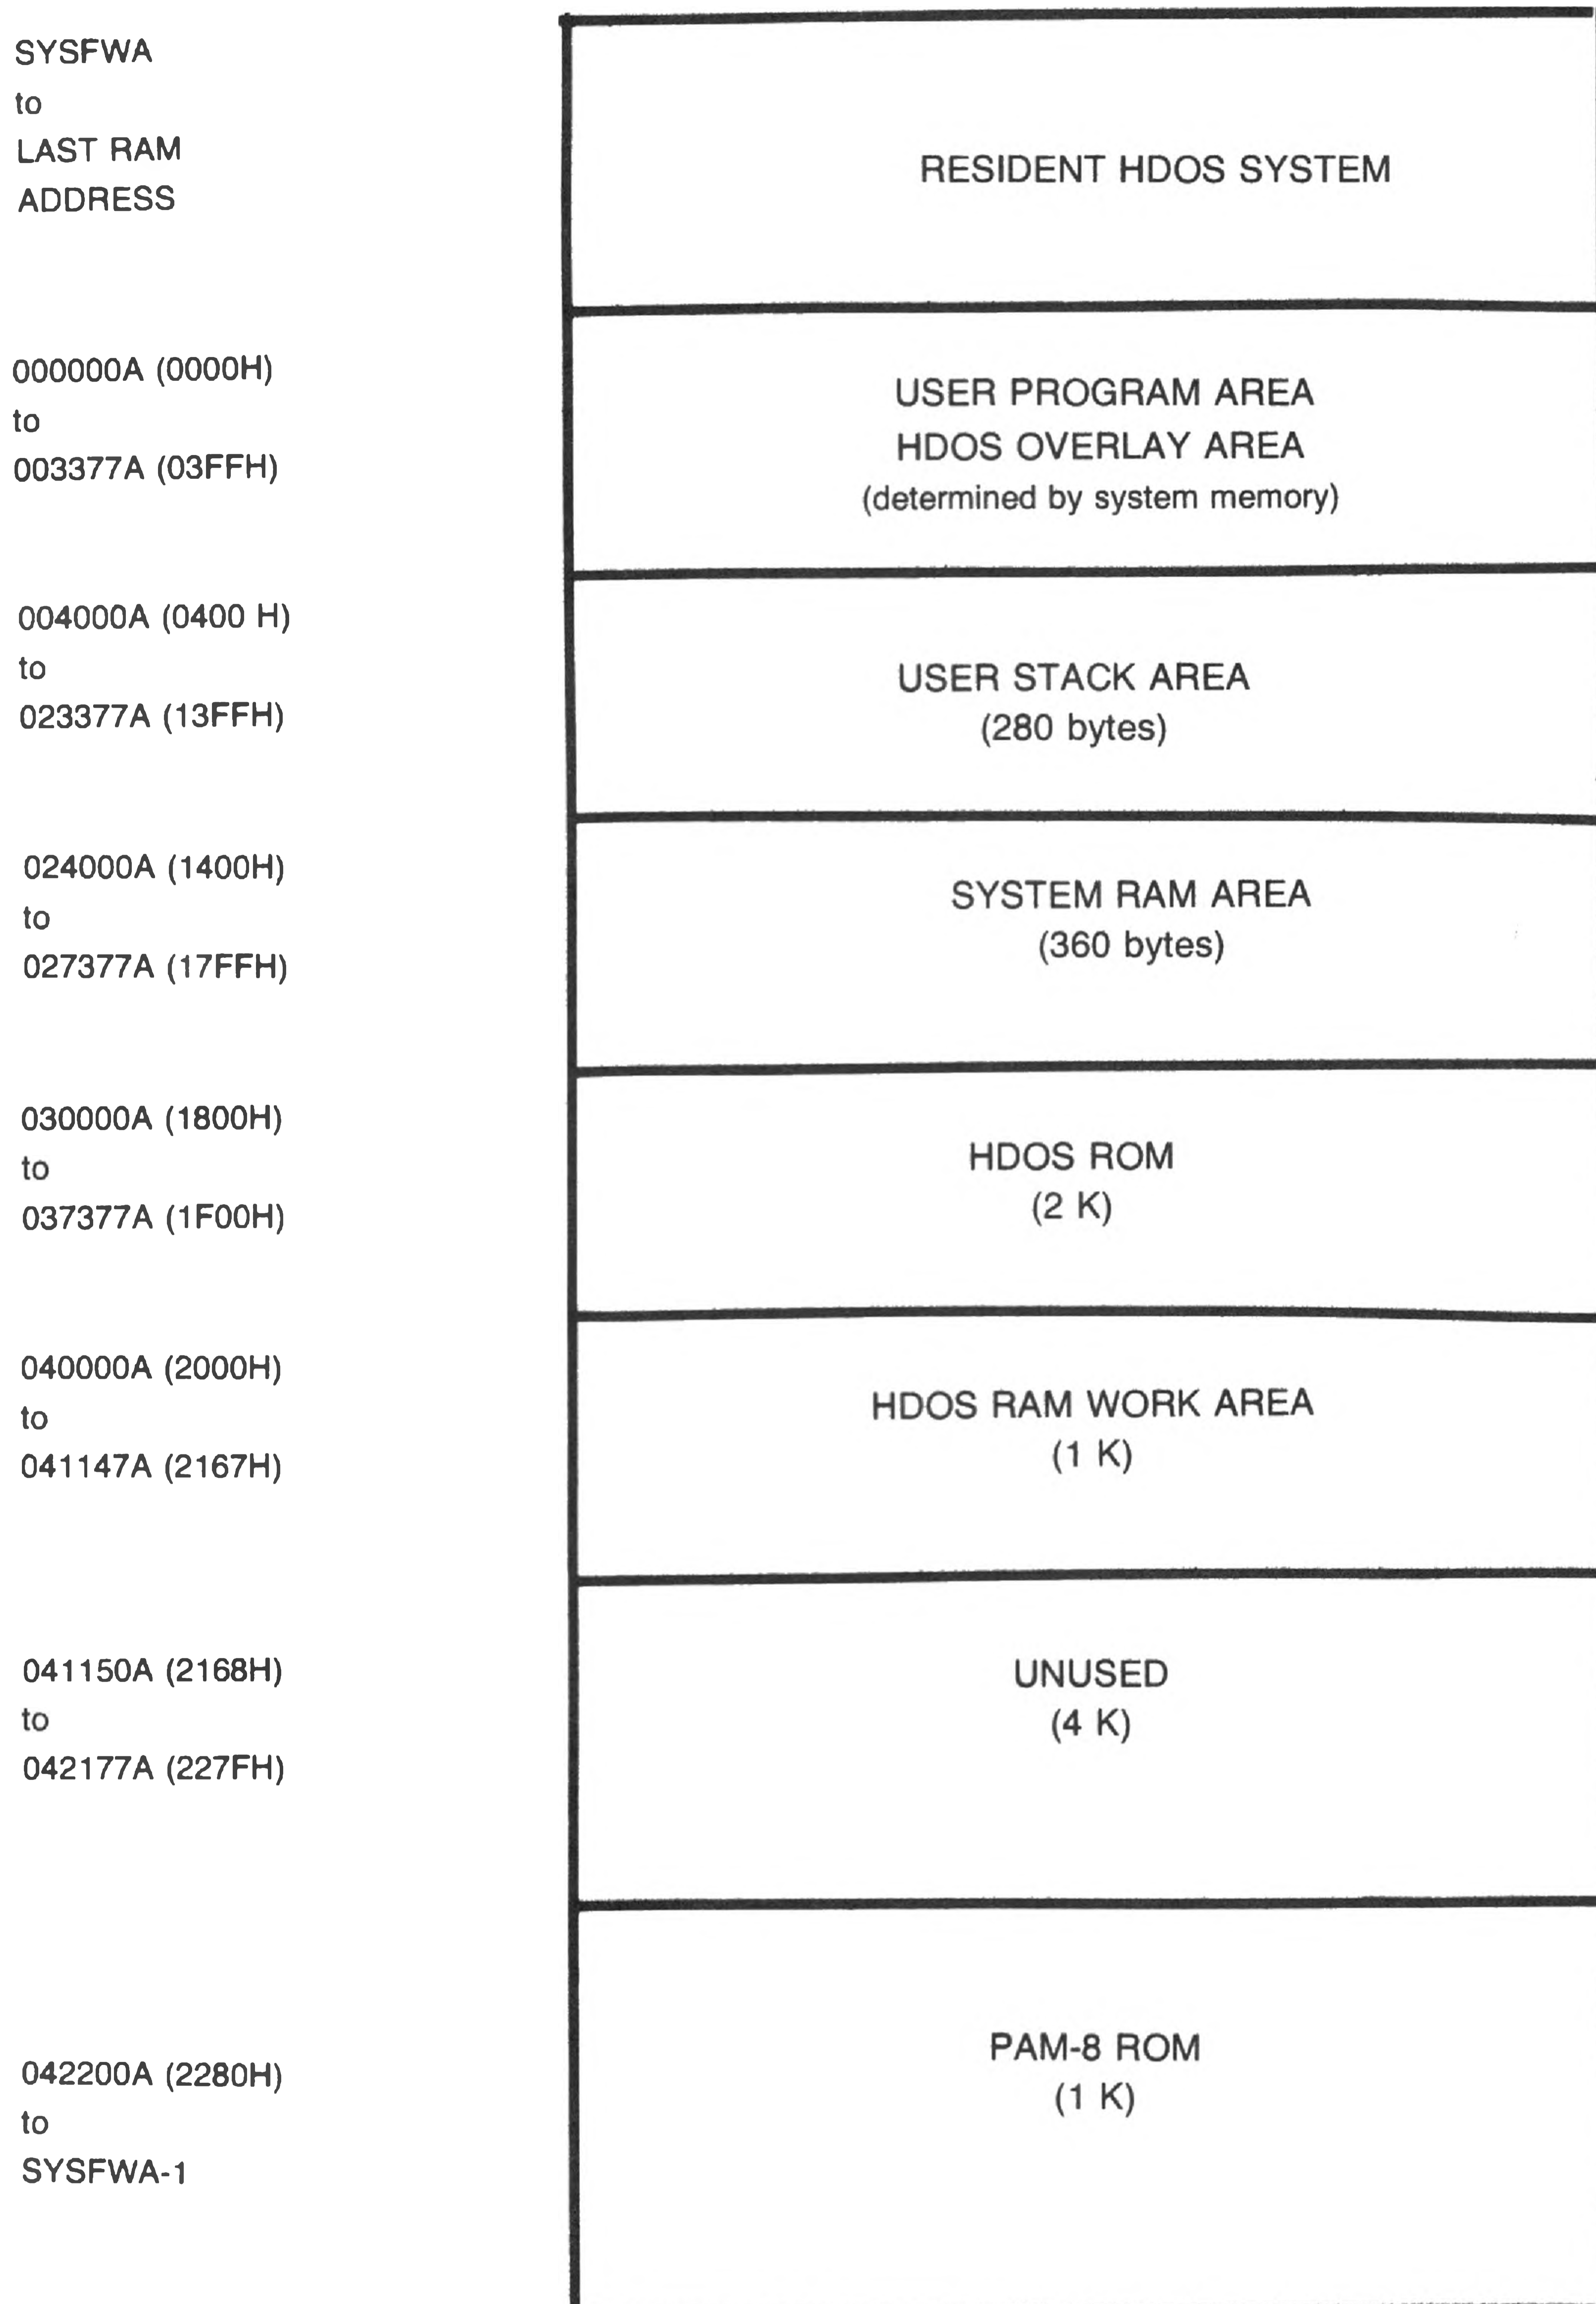 SYSFWA
to
LAST RAM
ADDRESS
RESIDENT HDOS SYSTEM
000000A (0000H)
to
003377A (03FFH)
USER PROGRAM AREA
HDOS OVERLAY AREA
(determined by system memory)
004000A (0400 H)
to
023377A (13FFH)
USER STACK AREA
(280 bytes)
024000A (1400H)
to
027377A (17FFH)
SYSTEM RAM AREA
(360 bytes)
030000A (1800H)
to
037377A (1F00H)
HDOS ROM
(2 K)
040000A (2000H)
to
041147A (2167H)
HDOS RAM WORK AREA
(1 K)
041150A (2168H)
to
042177A (227FH)
UNUSED
(4 K)
042200A (2280H)
to
SYSFWA-1
PAM-8 ROM
(1 K)